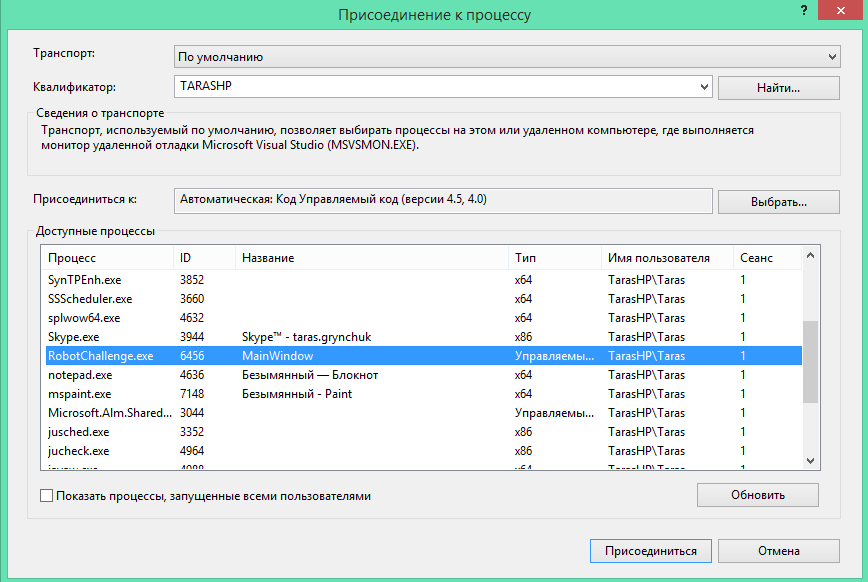 Присоединение к процессу
?
Транспорт:
По умолчанию
Квалификатор:
TARASHP
Найти...
Сведения о транспорте
Транспорт, используемый по умолчанию, позволяет выбирать процессы на этом или удаленном компьютере, где выполняется
монитор удаленной отладки Microsoft Visual Studio (MSVSMON.EXE).
Присоединиться к:
Автоматическая: Код Управляемый код (версии 4.5, 4.0)
Выбрать...
Доступные процессы
Процесс ID Название Тип Имя пользователя Сеанс
SynTPEnh.exe 3852 x64 TarasHP\Taras 1
SSScheduler.exe 3660 x64 TarasHP\Taras 1
splwow64.exe 4632 x64 TarasHP\Taras 1
Skype.exe 3944 Skype™ - taras.grynchuk x86 TarasHP\Taras 1
RobotChallenge.exe 6456 MainWindow Управляемы... TarasHP\Taras 1
notepad.exe 4636 Безымянный — Блокнот x64 TarasHP\Taras 1
mspaint.exe 7148 Безымянный - Paint x64 TarasHP\Taras 1
Microsoft.Alm.Shared... 3044 Управляемы... TarasHP\Taras 1
jusched.exe 3352 x86 TarasHP\Taras 1
jucheck.exe 4964 x86 TarasHP\Taras 1
Показать процессы, запущенные всеми пользователями
Обновить
Присоединиться
Отмена